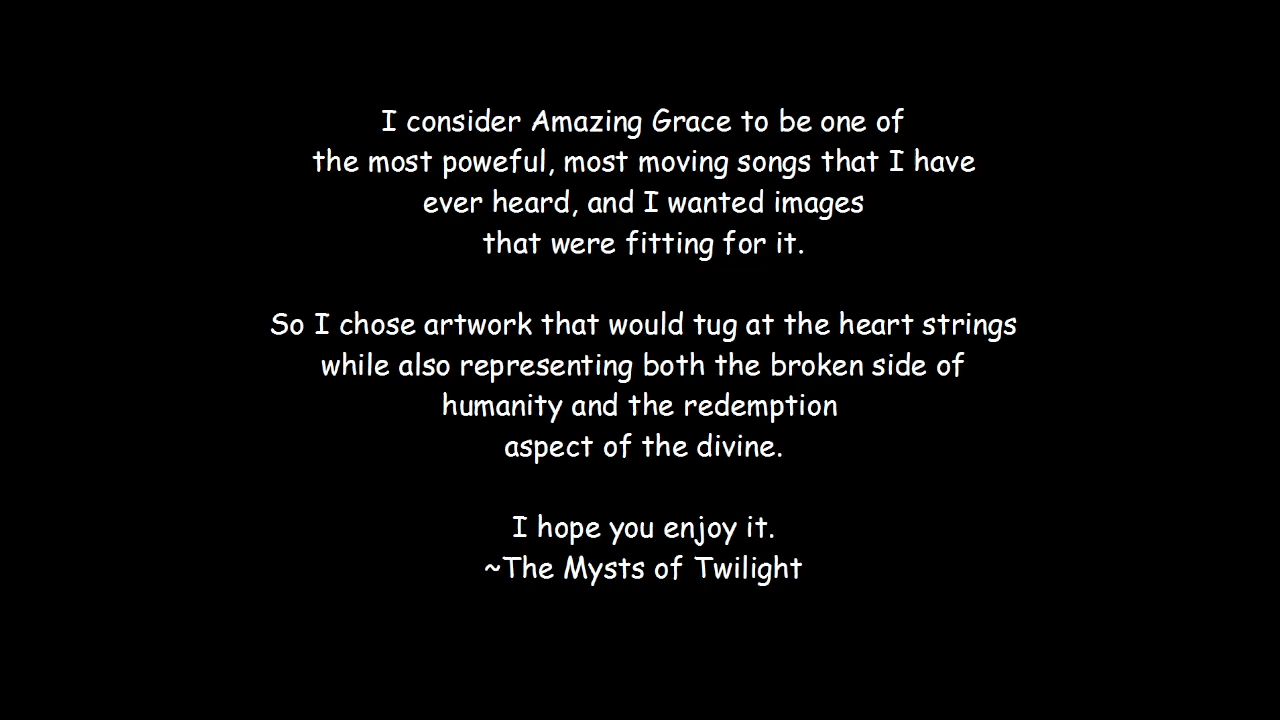 I consider Amazing Grace to be one of
the most poweful, most moving songs that I have
ever heard, and I wanted images
that were fitting for it.
So I chose artwork that would tug at the heart strings
while also representing both the broken side of
humanity and the redemption
aspect of the divine.
I hope you enjoy it.
~The Mysts of Twilight